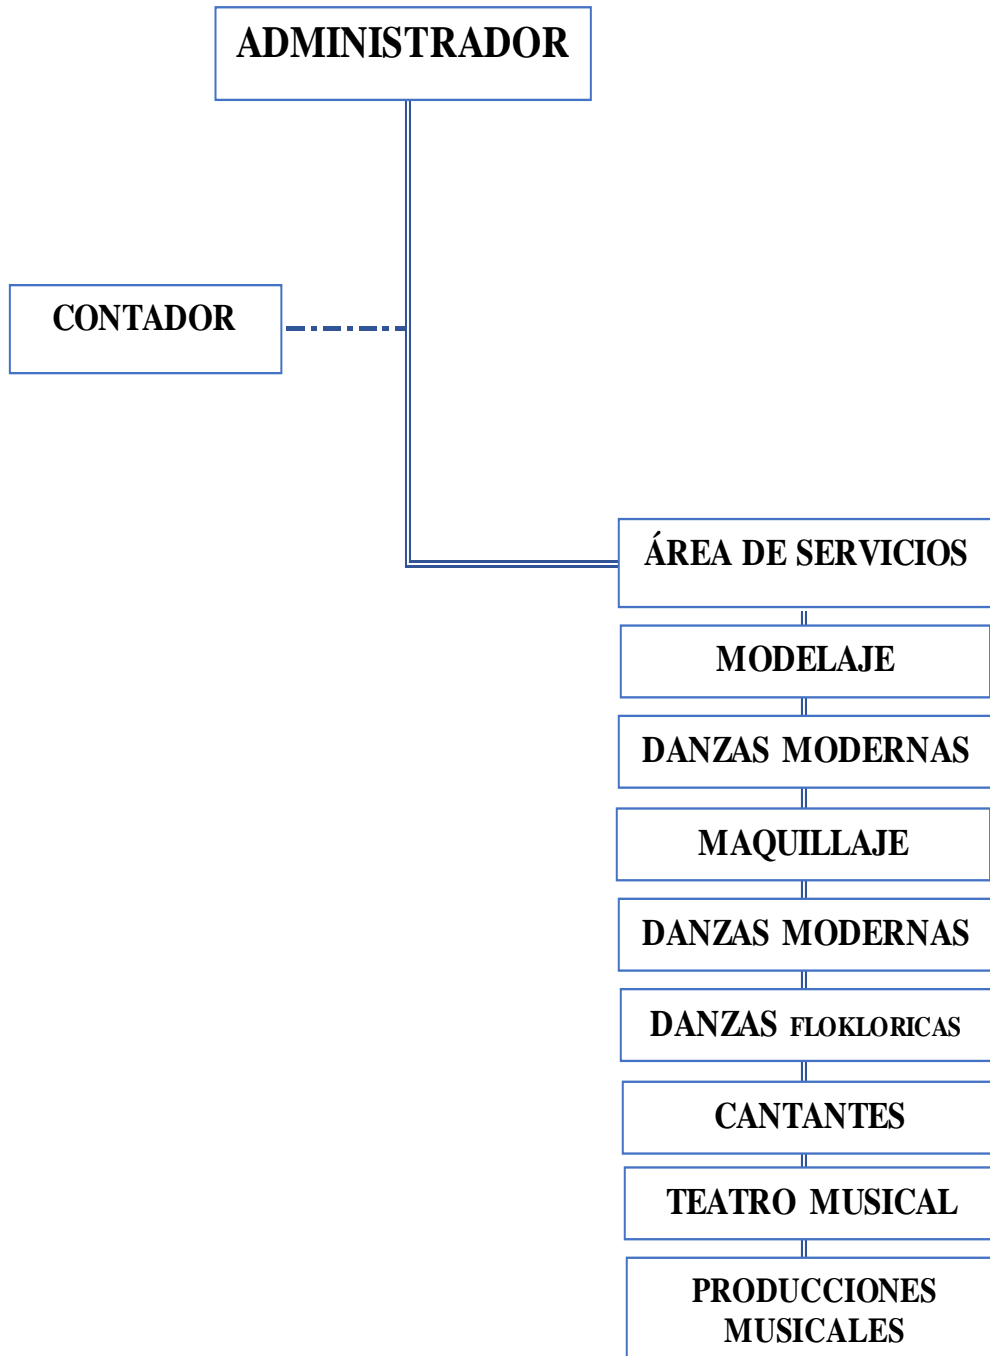 ADMINISTRADOR
CONTADOR
ÁREA DE SERVICIOS
MODELAJE
DANZAS MODERNAS
MAQUILLAJE
DANZAS MODERNAS
DANZAS FLOKLORICAS
CANTANTES
TEATRO MUSICAL
PRODUCCIONES
MUSICALES